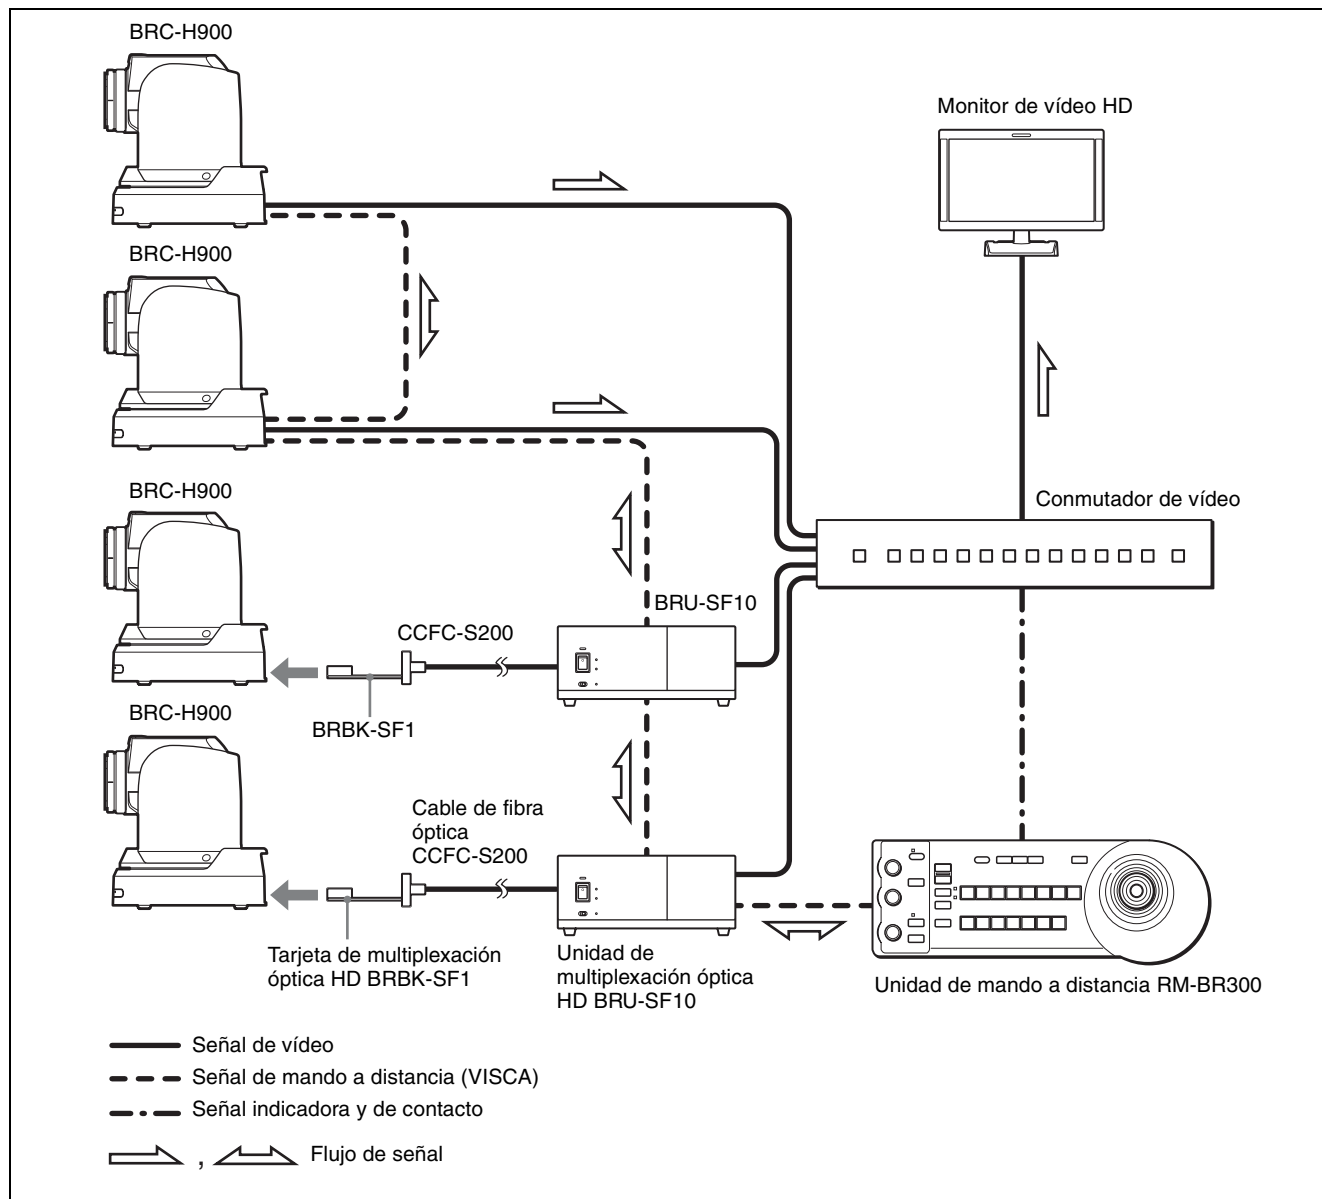 BRC-H900
Monitor de vídeo HD
BRC-H900
BRC-H900
Conmutador de vídeo
BRU-SF10
CCFC-S200
BRBK-SF1
BRC-H900
Cable de fibra
óptica
CCFC-S200
Tarjeta de multiplexación
óptica HD BRBK-SF1
Unidad de
multiplexación óptica
HD BRU-SF10
Unidad de mando a distancia RM-BR300
Señal de vídeo
Señal de mando a distancia (VISCA)
Señal indicadora y de contacto
, Flujo de señal